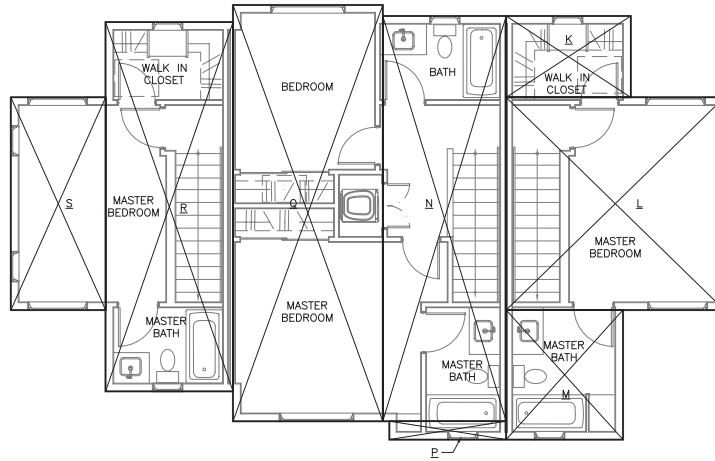 WALK IN
CLOSET
BEDROOM
BATH
K
WALK IN
CLOSET
S
MASTER
BEDROOM
R
Q
N
L
MASTER
BEDROOM
MASTER
BEDROOM
MASTER
BATH
MASTER
BATH
MASTER
BATH
M
P